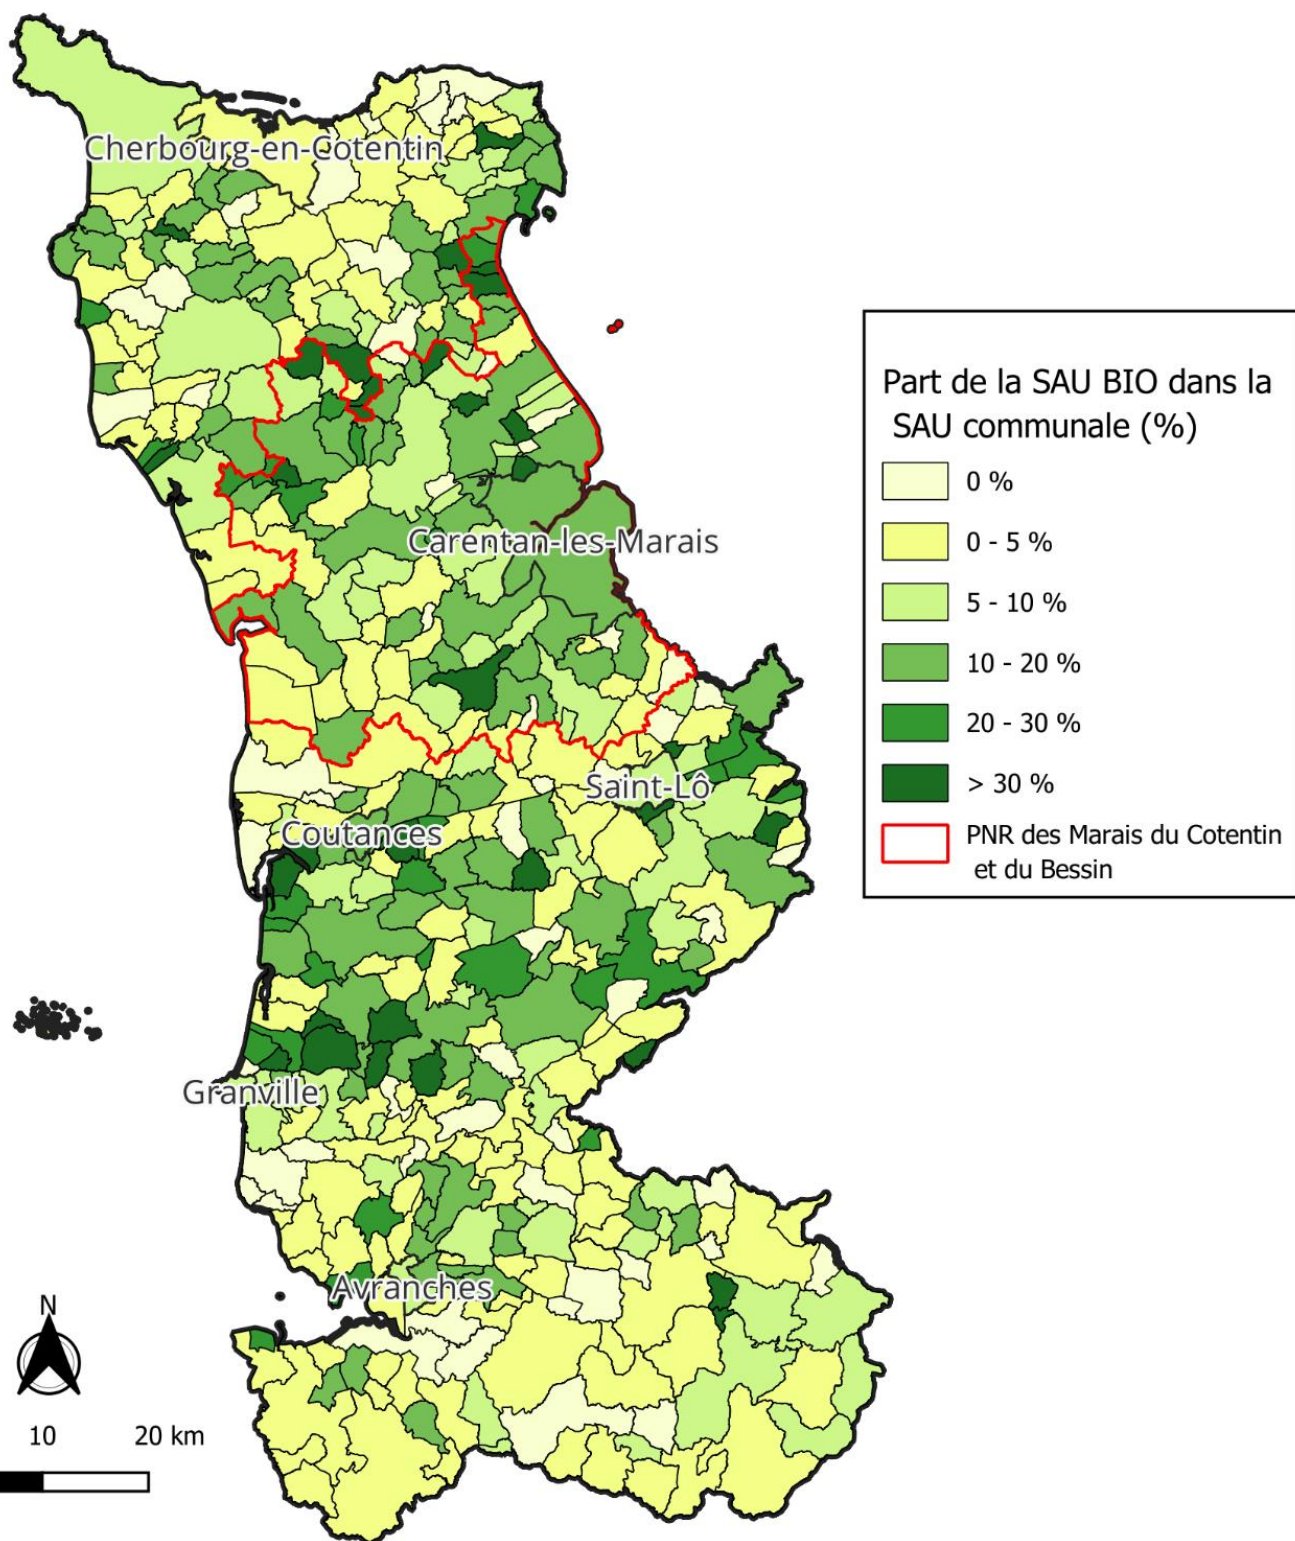 Cherbourg-en-Cotentin
Carentan-les-Marais
Saint-Lô
Coutances
Granville
Avranches
N
10 20 km
Part de la SAU BIO dans la
SAU communale (%)
0 %
0 - 5 %
5 - 10 %
10 - 20 %
20 - 30 %
> 30 %
PNR des Marais du Cotentin
et du Bessin